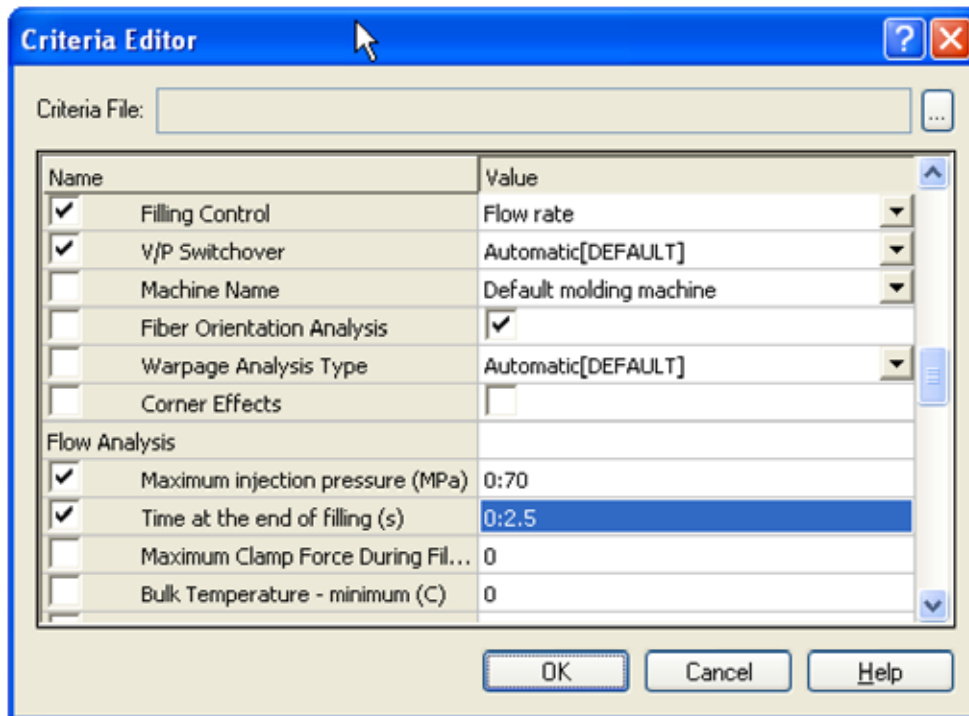 Criteria Editor
Criteria File:
...
Name Value
Filling Control Flow rate
V/P Switchover Automatic[DEFAULT]
Machine Name Default molding machine
Fiber Orientation Analysis
Warpage Analysis Type Automatic[DEFAULT]
Corner Effects
Flow Analysis
Maximum injection pressure (MPa) 0:70
Time at the end of filling (s) 0:2.5
Maximum Clamp Force During Fil... 0
Bulk Temperature - minimum (C) 0
OK Cancel Help